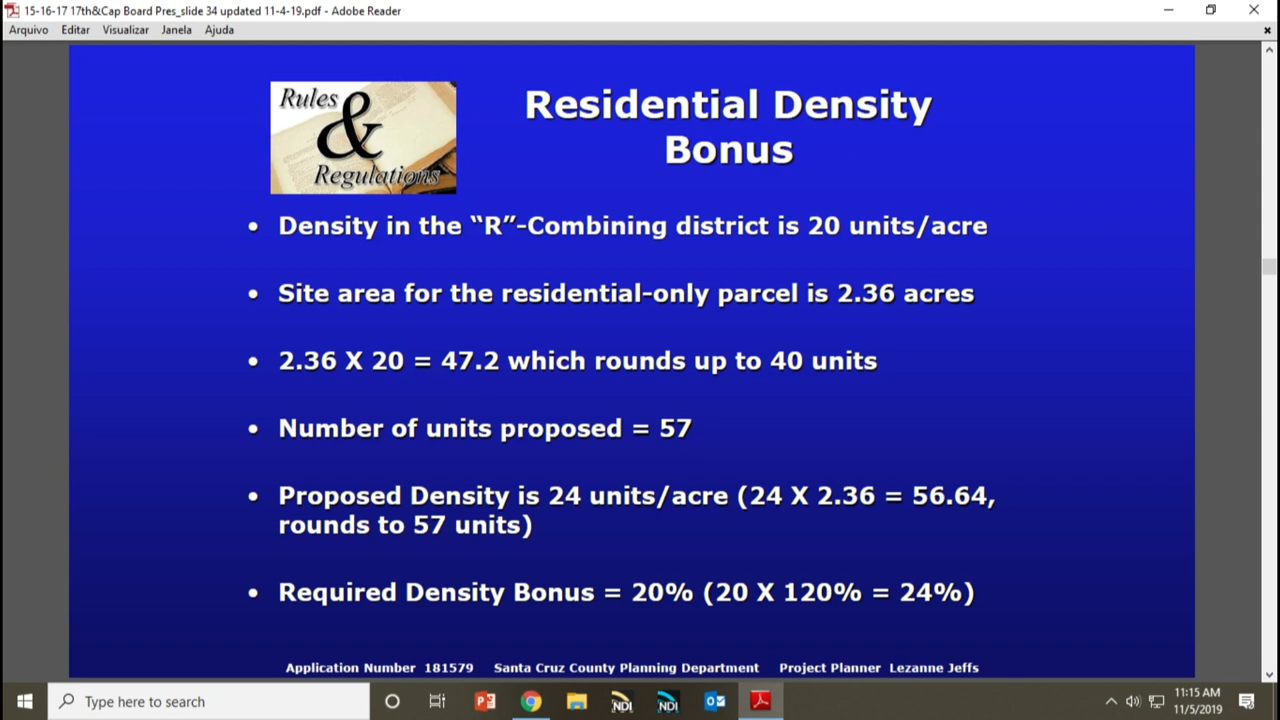 15-16-17 17th&Cap Board Pres_slide 34 updated 11-4-19.pdf - Adobe Reader
Arquivo Editar Visualizar Janela Ajuda
Rules
&
Regulations
Residential Density
Bonus
• Density in the “R”-Combining district is 20 units/acre
• Site area for the residential-only parcel is 2.36 acres
• 2.36 X 20 = 47.2 which rounds up to 40 units
• Number of units proposed = 57
• Proposed Density is 24 units/acre (24 X 2.36 = 56.64,
rounds to 57 units)
• Required Density Bonus = 20% (20 X 120% = 24%)
Application Number 181579 Santa Cruz County Planning Department Project Planner Lezanne Jeffs
Type here to search
NDI
NDI
11:15 AM
11/5/2019